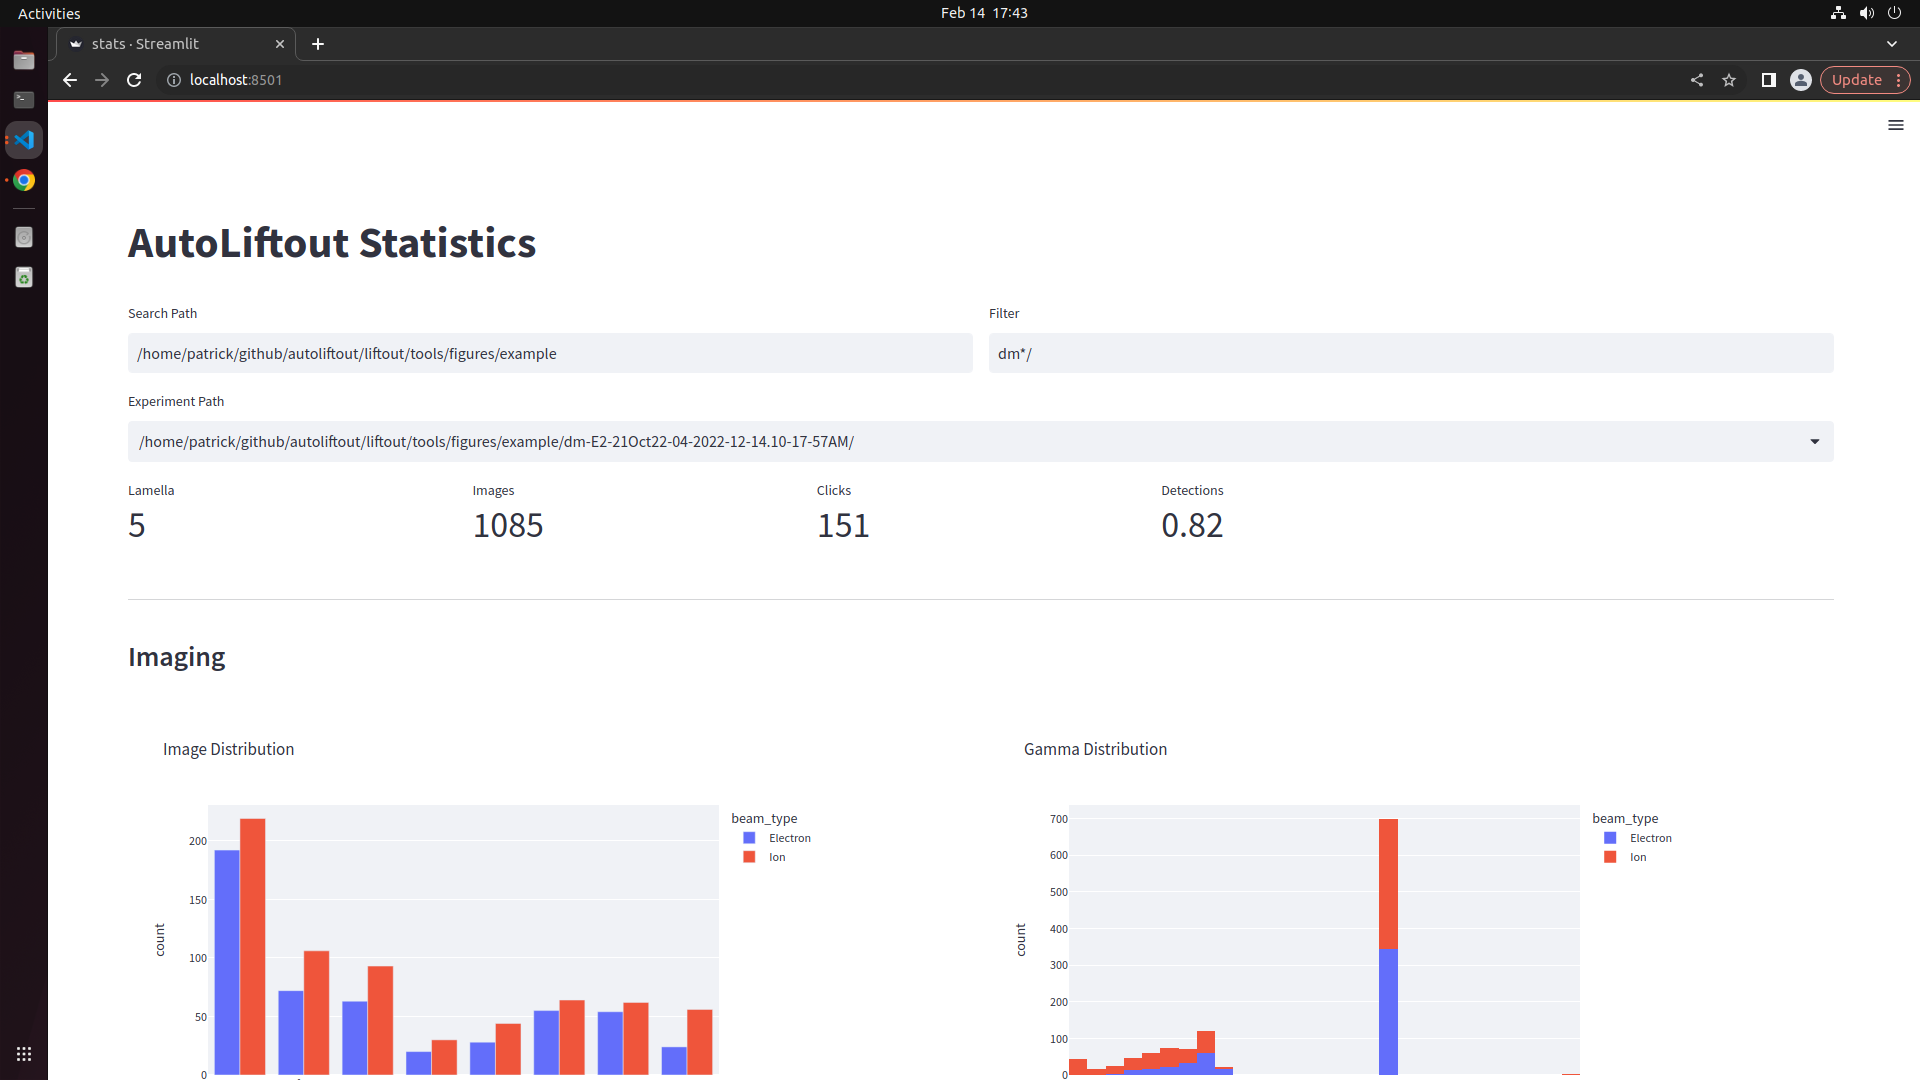 Activities
Feb 14 17:43
stats · Streamlit
localhost:8501
Update
AutoLiftout Statistics
Search Path
Filter
/home/patrick/github/autoliftout/liftout/tools/figures/example
dm*/
Experiment Path
/home/patrick/github/autoliftout/liftout/tools/figures/example/dm-E2-21Oct22-04-2022-12-14.10-17-57AM/
Lamella
Images
Clicks
Detections
5
1085
151
0.82
Imaging
Image Distribution
200
150
100
50
0
count
beam_type
Electron
Ion
Gamma Distribution
700
600
500
400
300
200
100
0
count
beam_type
Electron
Ion